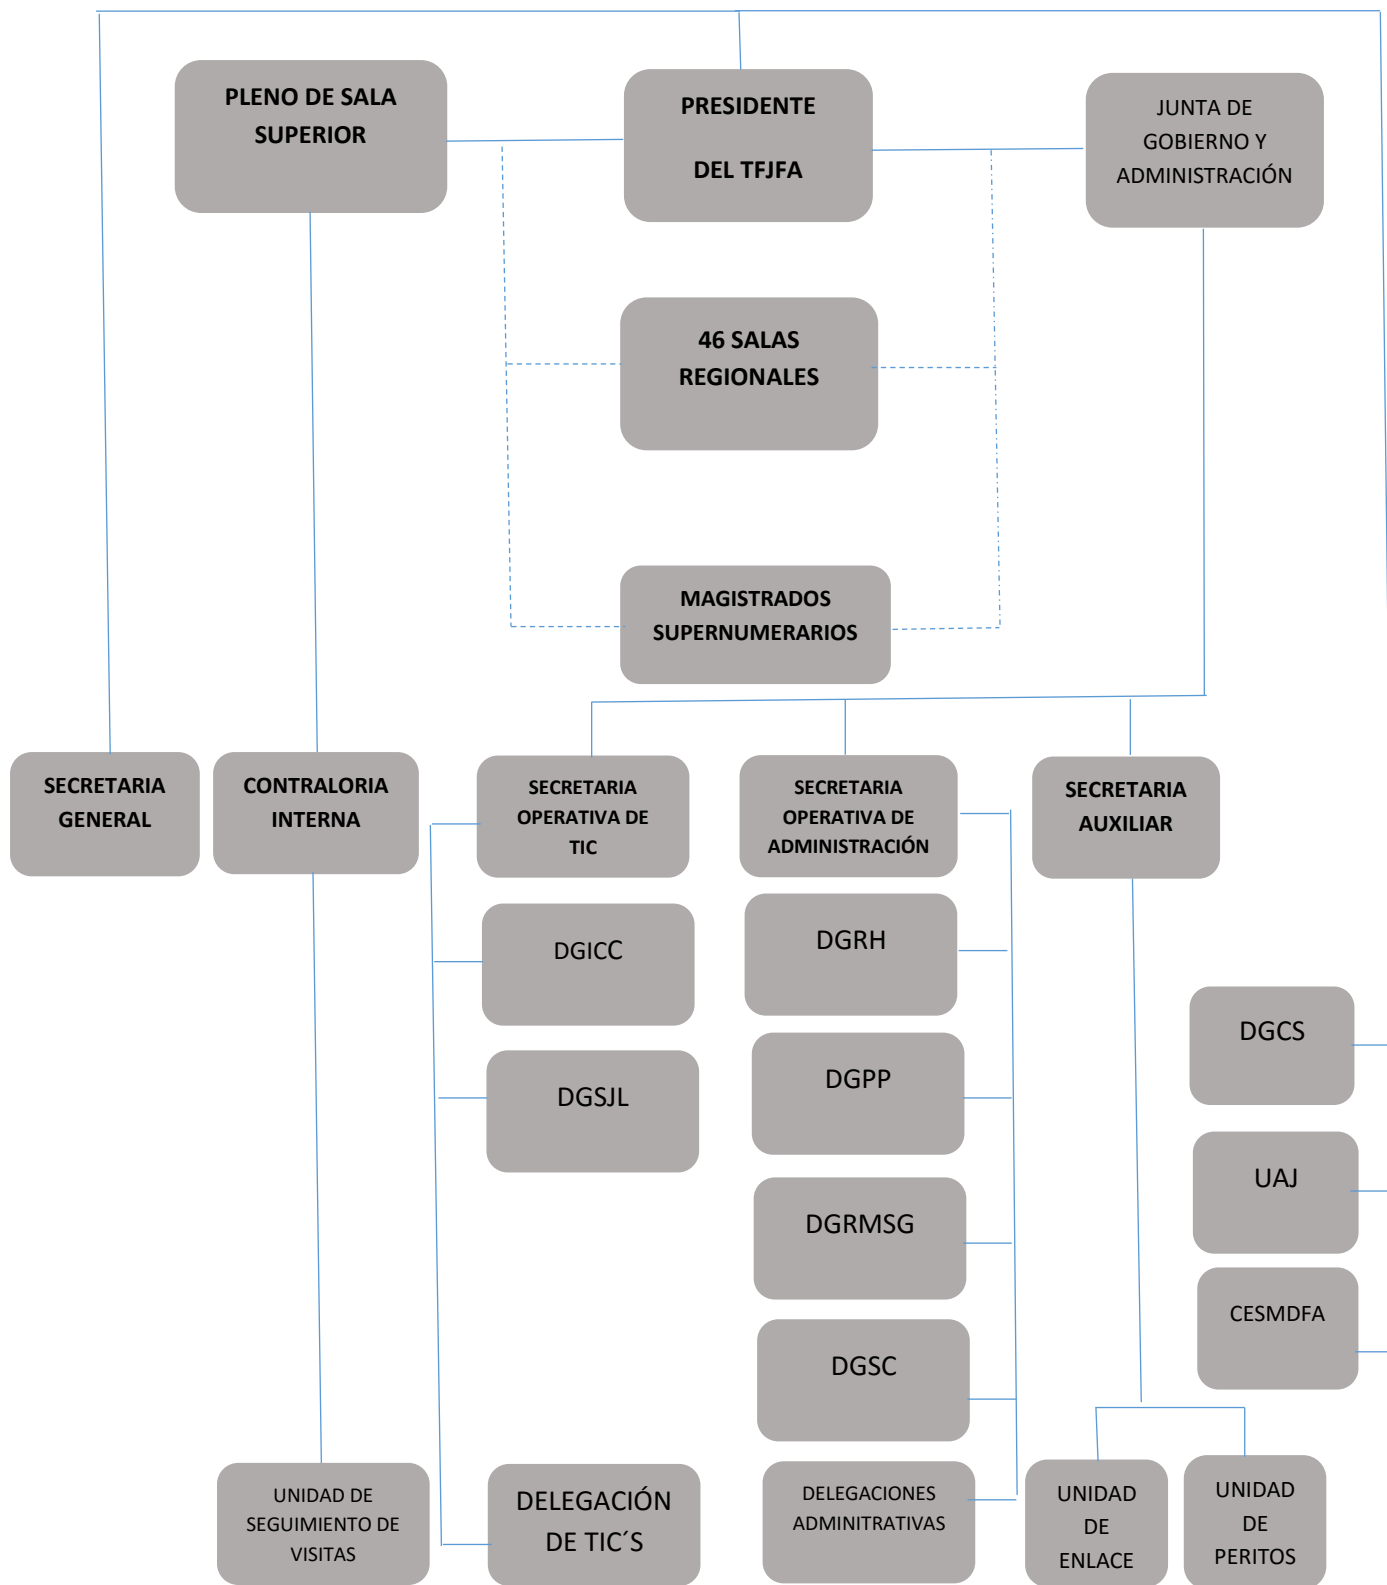 PLENO DE SALA
SUPERIOR
PRESIDENTE
DEL TFJFA
JUNTA DE
GOBIERNO Y
ADMINISTRACIÓN
46 SALAS
REGIONALES
MAGISTRADOS
SUPERNUMERARIOS
SECRETARIA
GENERAL
CONTRALORIA
INTERNA
SECRETARIA
OPERATIVA DE
TIC
SECRETARIA
OPERATIVA DE
ADMINISTRACIÓN
SECRETARIA
AUXILIAR
DGICC
DGRH
DGCS
DGSJL
DGPP
UAJ
DGRMSG
CESMDFA
DGSC
UNIDAD DE
SEGUIMIENTO DE
VISITAS
DELEGACIÓN
DE TIC´S
DELEGACIONES
ADMINITRATIVAS
UNIDAD
DE
ENLACE
UNIDAD
DE
PERITOS